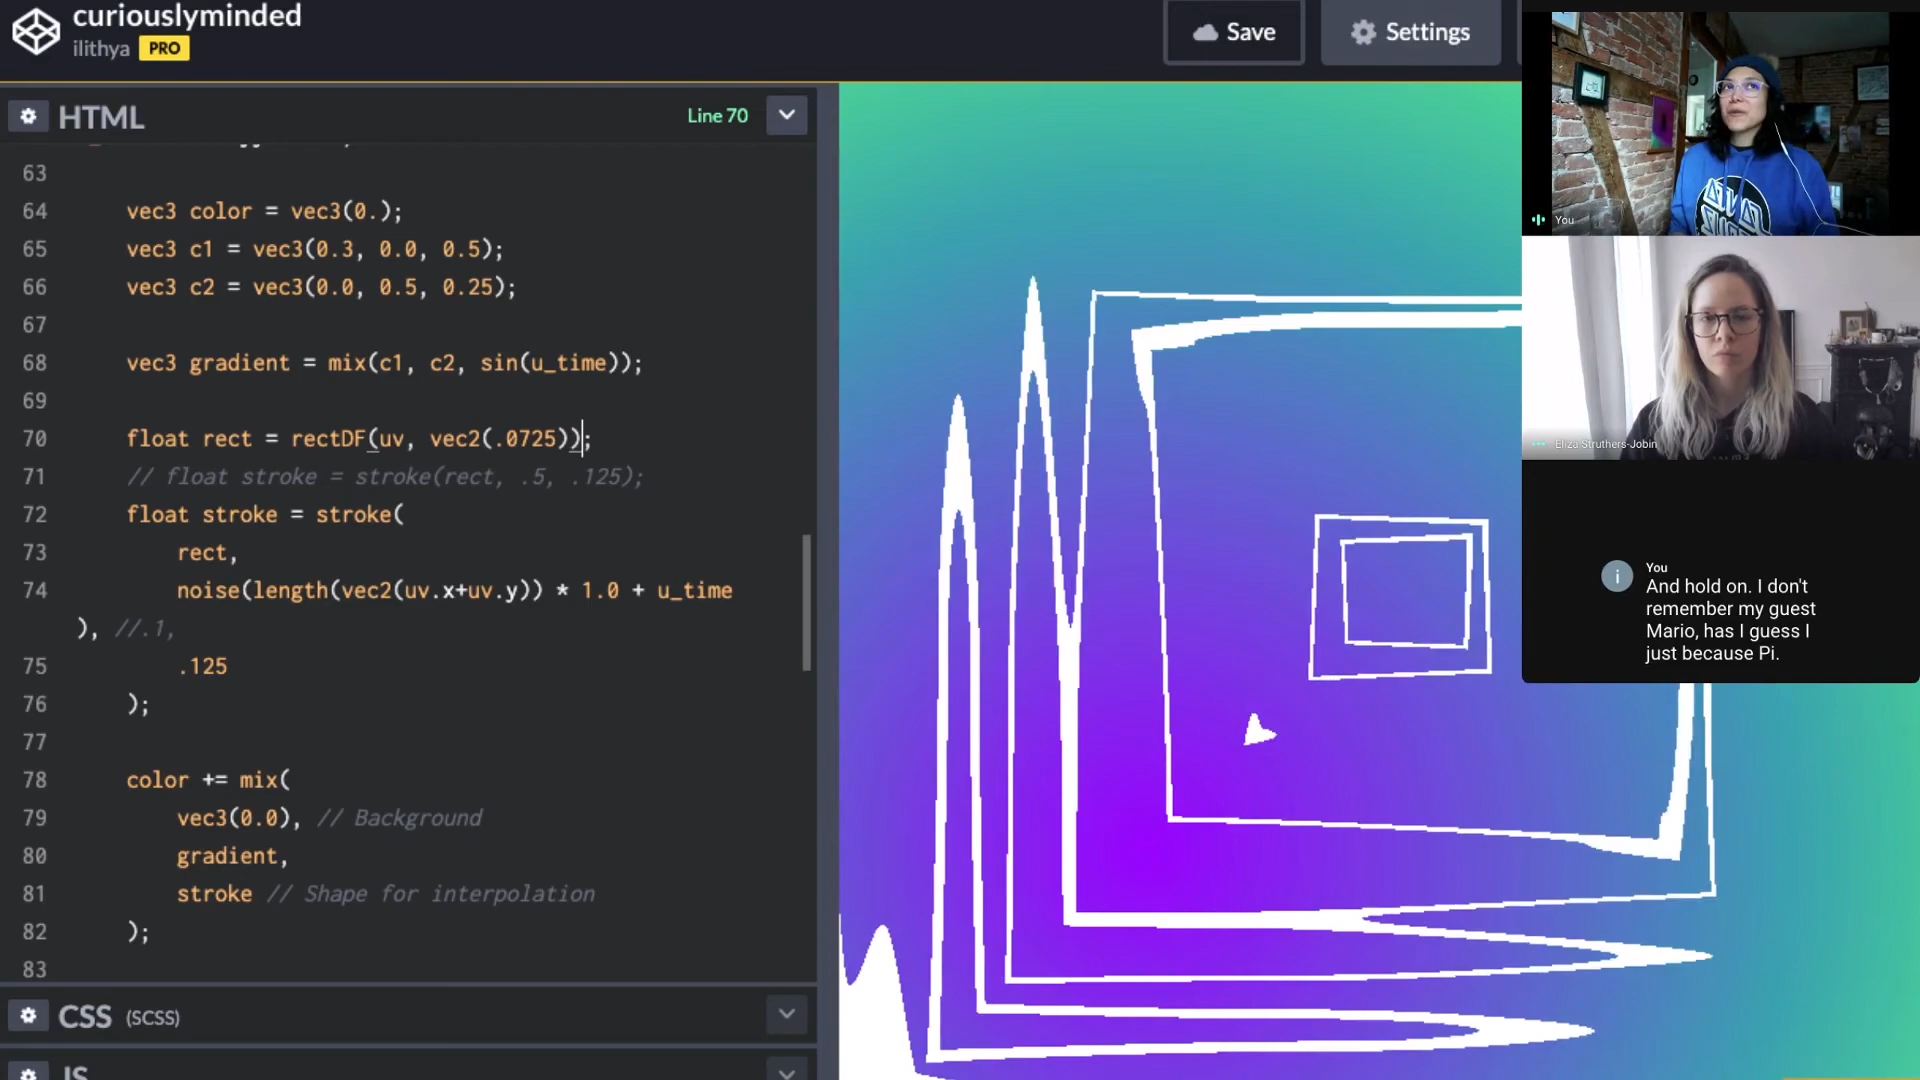 curiouslyminded
ilithya PRO
Save
Settings
HTML
Line 70
63
64 vec3 color = vec3(0.);
65 vec3 c1 = vec3(0.3, 0.0, 0.5);
66 vec3 c2 = vec3(0.0, 0.5, 0.25);
67
68 vec3 gradient = mix(c1, c2, sin(u_time));
69
70 float rect = rectDF(uv, vec2(.0725));
71 // float stroke = stroke(rect, .5, .125);
72 float stroke = stroke(
73 rect,
74 noise(length(vec2(uv.x+uv.y)) * 1.0 + u_time
), //.1,
75 .125
76 );
77
78 color += mix(
79 vec3(0.0), // Background
80 gradient,
81 stroke // Shape for interpolation
82 );
83
CSS (SCSS)
JS
You
Eliza Struthers-Jobin
You
And hold on. I don't
remember my guest
Mario, has I guess I
just because Pi.